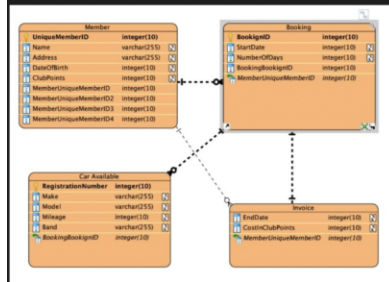 Member
UniqueMemberID integer(10)
Name varchar(255) N
Address varchar(255) N
DateOfBirth integer(10) N
ClubPoints integer(10) N
MemberUniqueMemberID integer(10)
MemberUniqueMemberID2 integer(10)
MemberUniqueMemberID3 integer(10)
MemberUniqueMemberID4 integer(10)
Booking
BookignID integer(10)
StartDate integer(10) N
NumberOfDays integer(10) N
BookingBookignID integer(10)
MemberUniqueMemberID integer(10)
Car Available
RegistrationNumber integer(10)
Make varchar(255) N
Model varchar(255) N
Mileage integer(10) N
Band varchar(255) N
BookingBookignID integer(10)
Invoice
EndDate integer(10) N
CostInClubPoints integer(10) N
MemberUniqueMemberID integer(10)